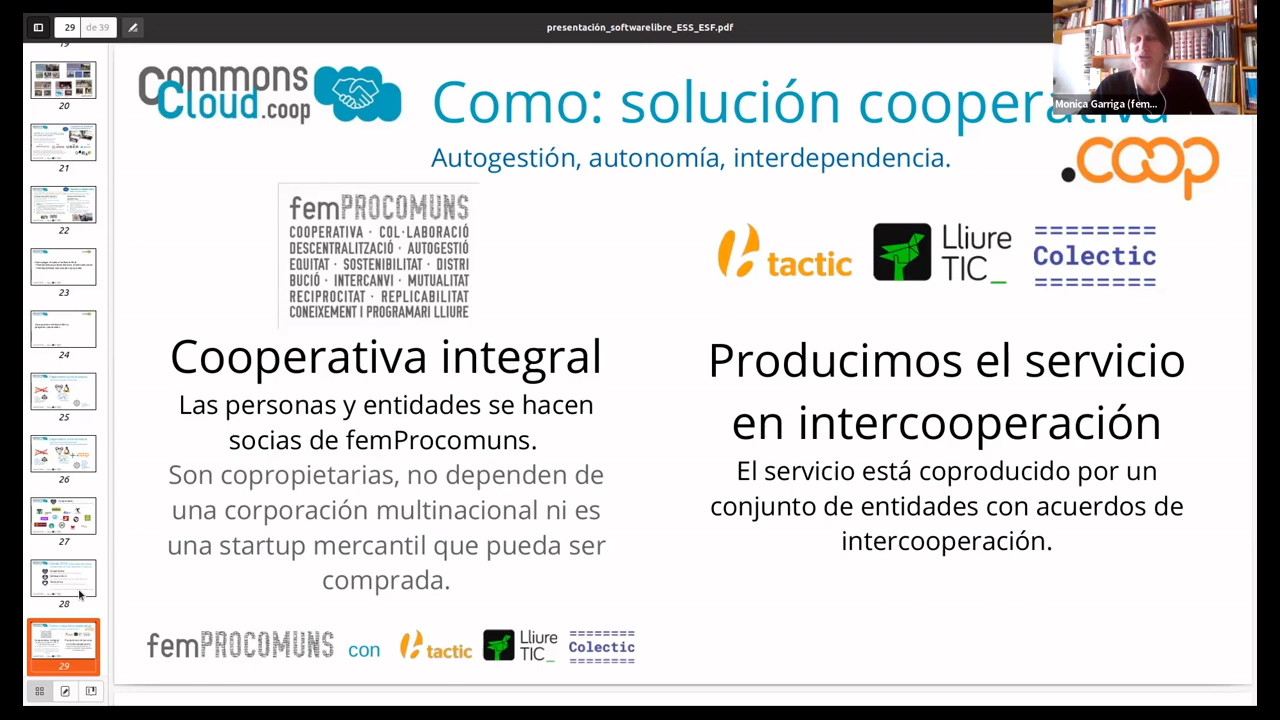 29 de 39
presentación_softwarelibre_ESS_ESF.pdf
Monica Garriga (fem...
19
20
21
22
23
24
25
26
27
28
29
Commons
Cloud.coop
Como: solución cooperativa
Autogestión, autonomía, interdependencia.
.coop
femPROCOMUNS
COOPERATIVA · COL·LABORACIÓ
DESCENTRALITZACIÓ · AUTOGESTIÓ
EQUITAT · SOSTENIBILITAT · DISTRI
BUCIÓ · INTERCANVI · MUTUALITAT
RECIPROCITAT · REPLICABILITAT
CONEIXEMENT I PROGRAMARI LLIURE
tactic
Lliure
TIC_
========
Colectic
========
Cooperativa integral
Las personas y entidades se hacen
socias de femProcomuns.
Son copropietarias, no dependen de
una corporación multinacional ni es
una startup mercantil que pueda ser
comprada.
Producimos el servicio
en intercooperación
El servicio está coproducido por un
conjunto de entidades con acuerdos de
intercooperación.
femPROCOMUNS con
tactic
Lliure
TIC_
========
Colectic
========